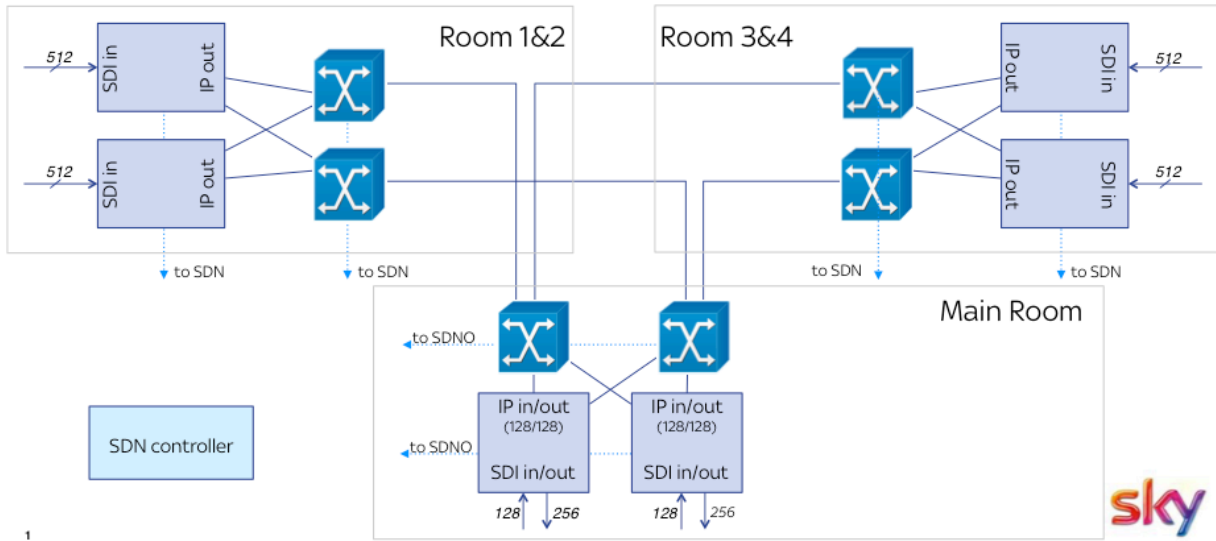 Room 1&2
512
SDI in
IP out
512
SDI in
IP out
to SDN
to SDN
Room 3&4
IP out
SDI in
512
IP out
SDI in
512
to SDN
to SDN
Main Room
to SDNO
IP in/out
(128/128)
SDI in/out
IP in/out
(128/128)
SDI in/out
to SDNO
128
256
128
256
SDN controller
sky
1